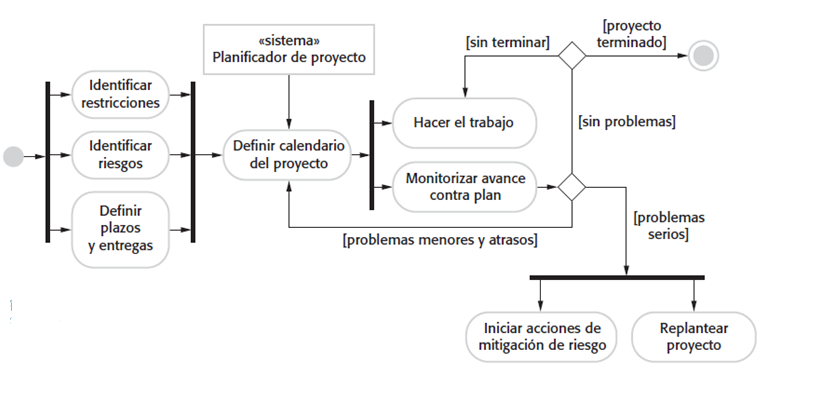 [proyecto
terminado]
«sistema»
Planificador de proyecto
[sin terminar]
Identificar
restricciones
Hacer el trabajo
[sin problemas]
Identificar
riesgos
Definir calendario
del proyecto
Monitorizar avance
contra plan
Definir
plazos
y entregas
[problemas menores y atrasos]
[problemas
serios]
Iniciar acciones de
mitigación de riesgo
Replantear
proyecto